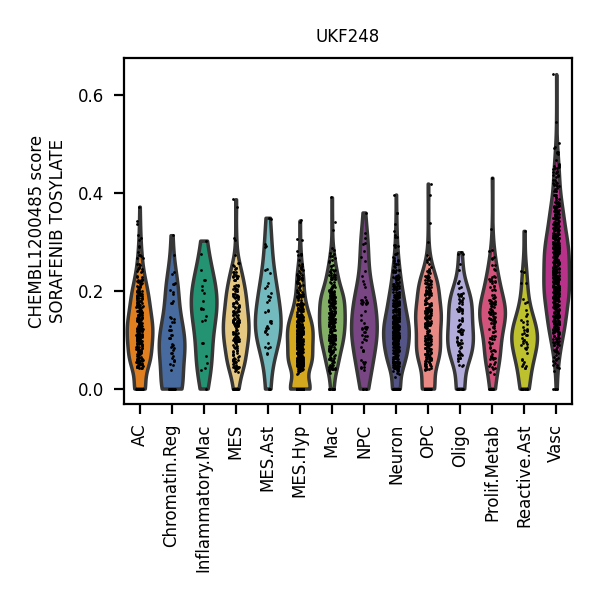 UKF248
CHEMBL1200485 score
SORAFENIB TOSYLATE
0.6
0.4
0.2
0.0
AC
Chromatin.Reg
Inflammatory.Mac
MES
MES.Ast
MES.Hyp
Mac
NPC
Neuron
OPC
Oligo
Prolif.Metab
Reactive.Ast
Vasc